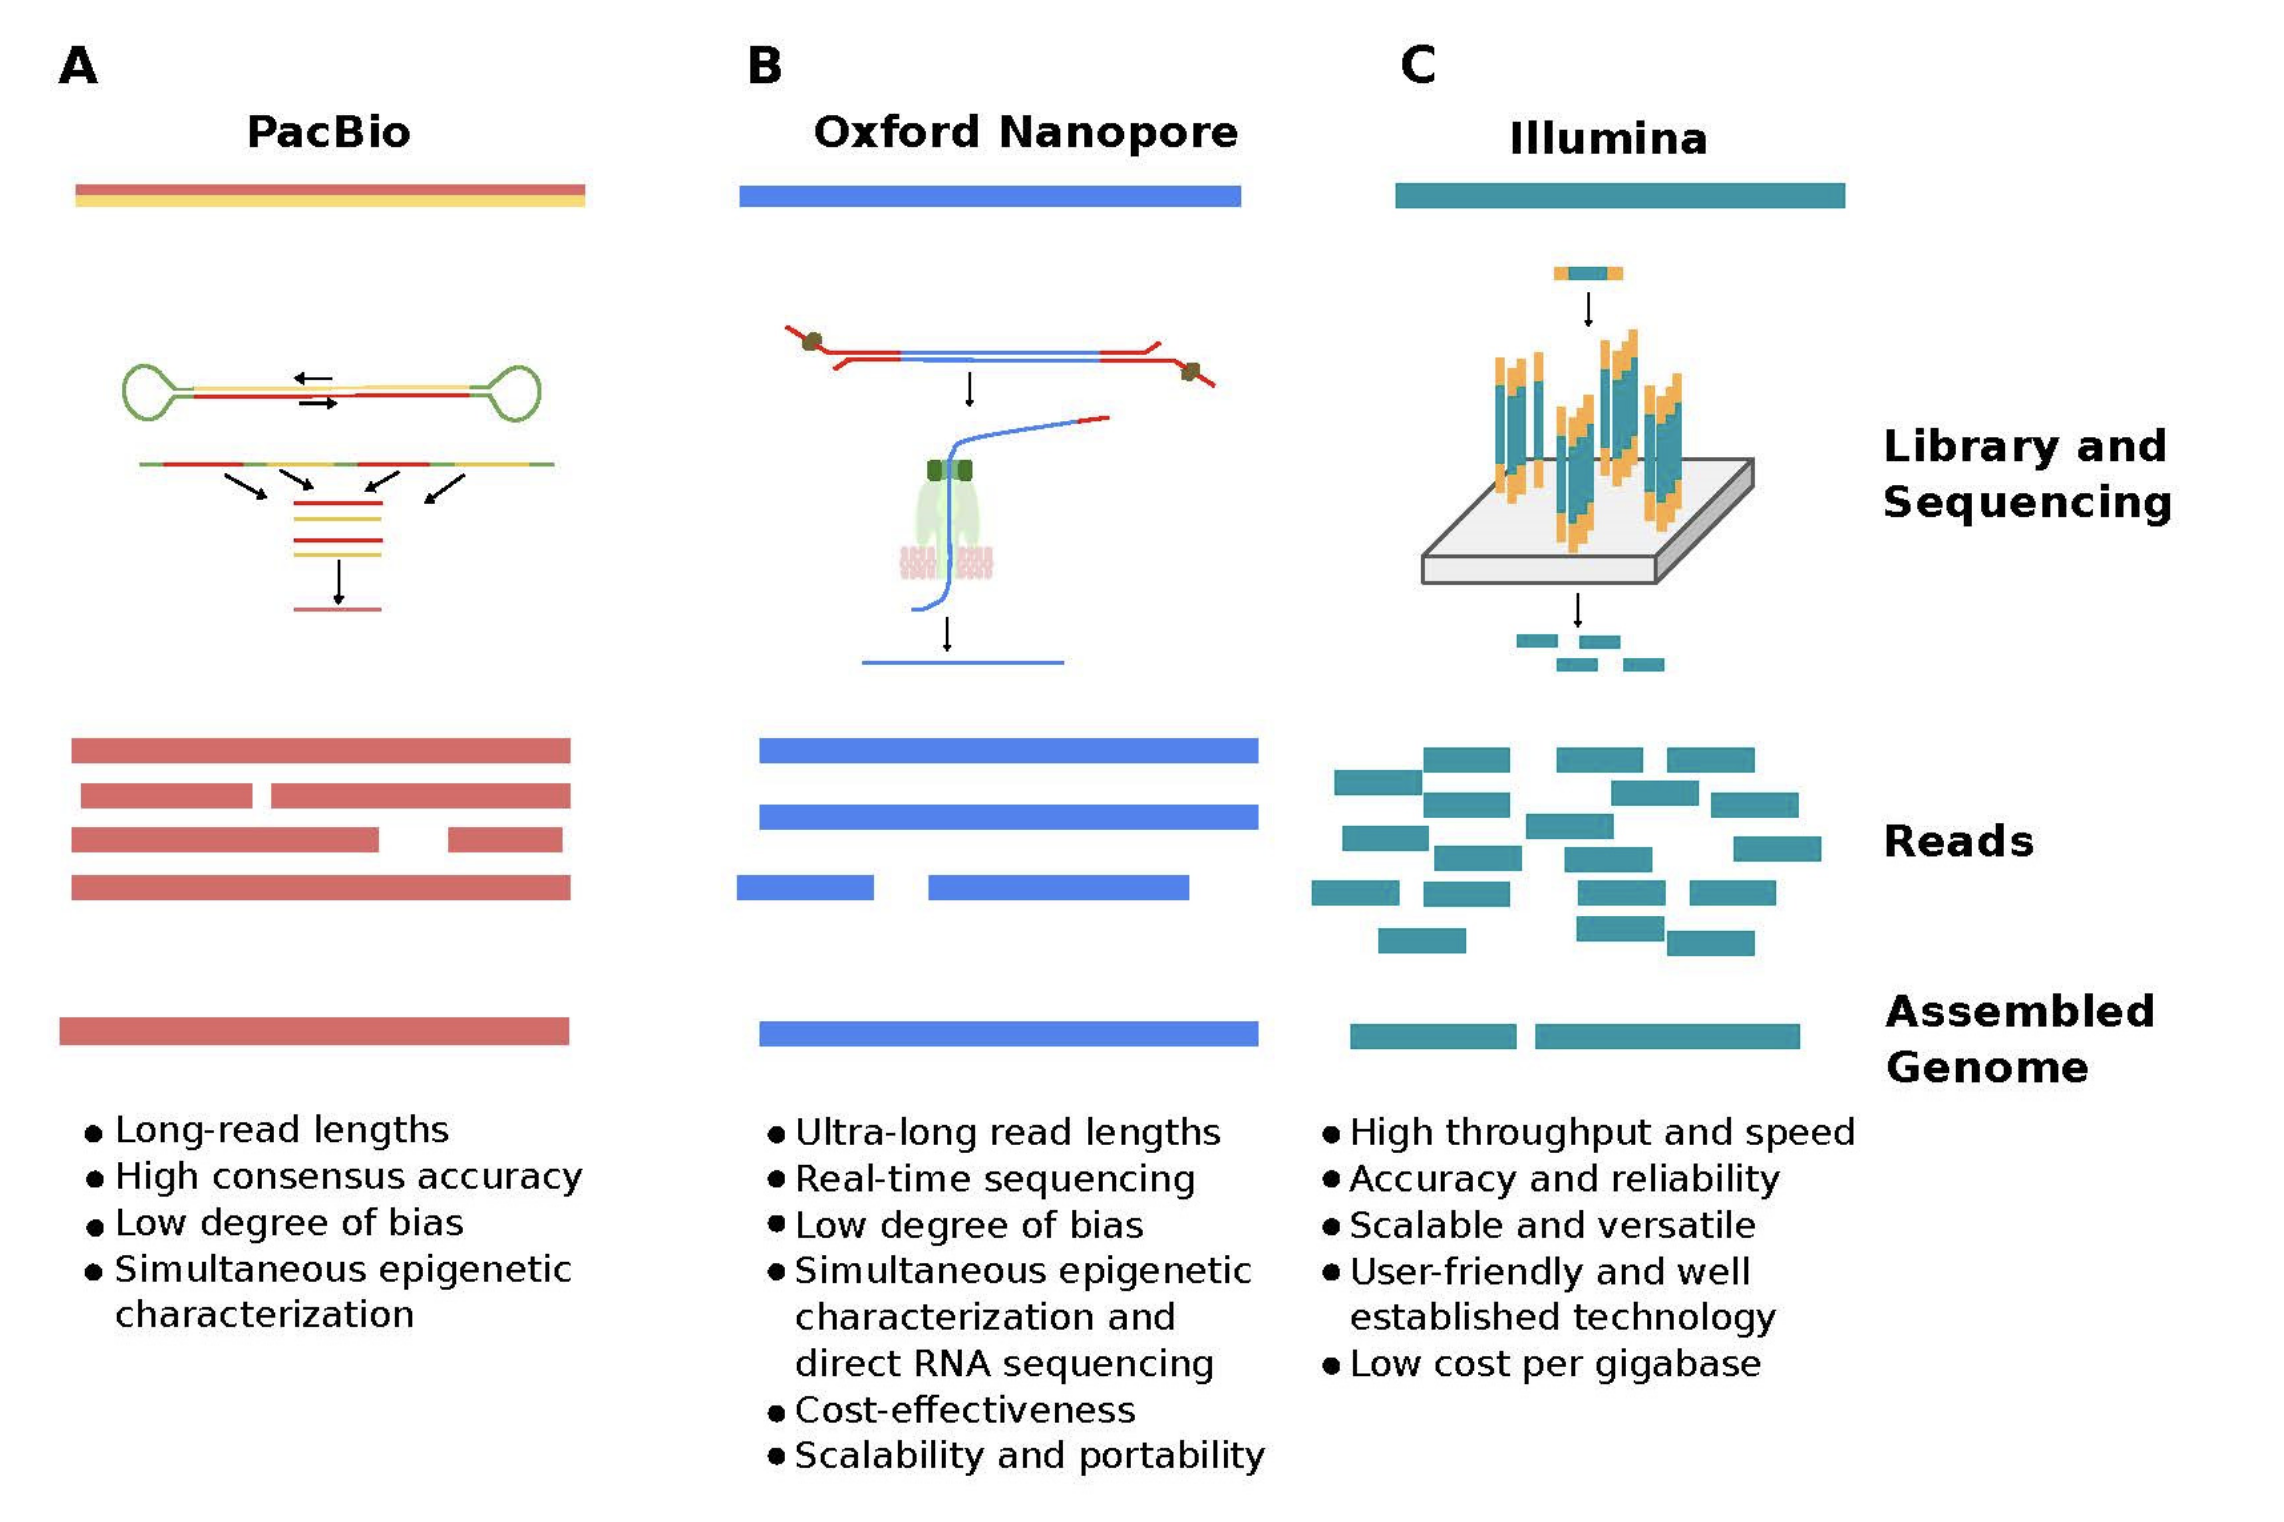 A
B
C
PacBio
Oxford Nanopore
Illumina
Library and
Sequencing
Reads
Assembled
Genome
• Long-read lengths
• High consensus accuracy
• Low degree of bias
• Simultaneous epigenetic
characterization
• Ultra-long read lengths
• Real-time sequencing
• Low degree of bias
• Simultaneous epigenetic
characterization and
direct RNA sequencing
• Cost-effectiveness
• Scalability and portability
• High throughput and speed
• Accuracy and reliability
• Scalable and versatile
• User-friendly and well
established technology
• Low cost per gigabase